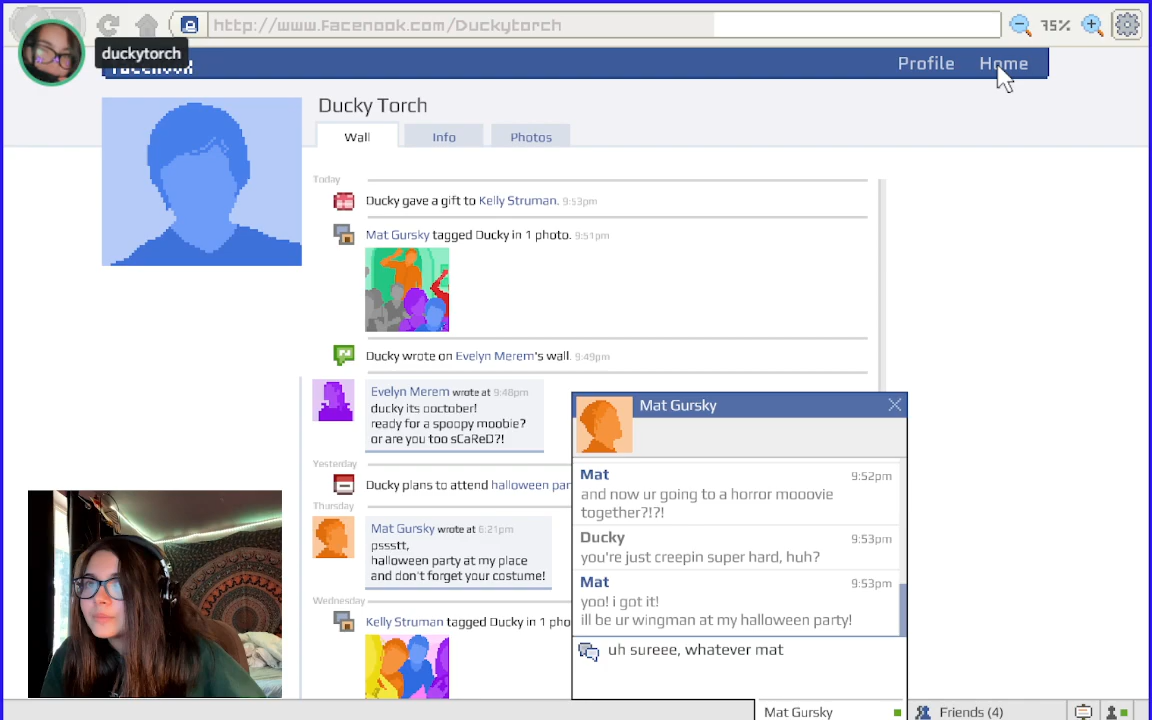 http://www.Facenook.com/Duckytorch
75%
duckytorch
Profile
Home
Ducky Torch
Wall
Info
Photos
Today
Ducky gave a gift to Kelly Struman. 9:53pm
Mat Gursky tagged Ducky in 1 photo. 9:51pm
Ducky wrote on Evelyn Merem's wall. 9:49pm
Evelyn Merem wrote at 9:48pm
ducky its ooctober!
ready for a spoopy moobie?
or are you too sCaReD?!
Yesterday
Ducky plans to attend halloween par
Thursday
Mat Gursky wrote at 6:21pm
psssttt,
halloween party at my place
and don't forget your costume!
Wednesday
Kelly Struman tagged Ducky in 1 pho
Mat Gursky
Mat 9:52pm
and now ur going to a horror mooovie
together?!?!
Ducky 9:53pm
you're just creepin super hard, huh?
Mat 9:53pm
yoo! i got it!
ill be ur wingman at my halloween party!
uh sureee, whatever mat
Mat Gursky
Friends (4)